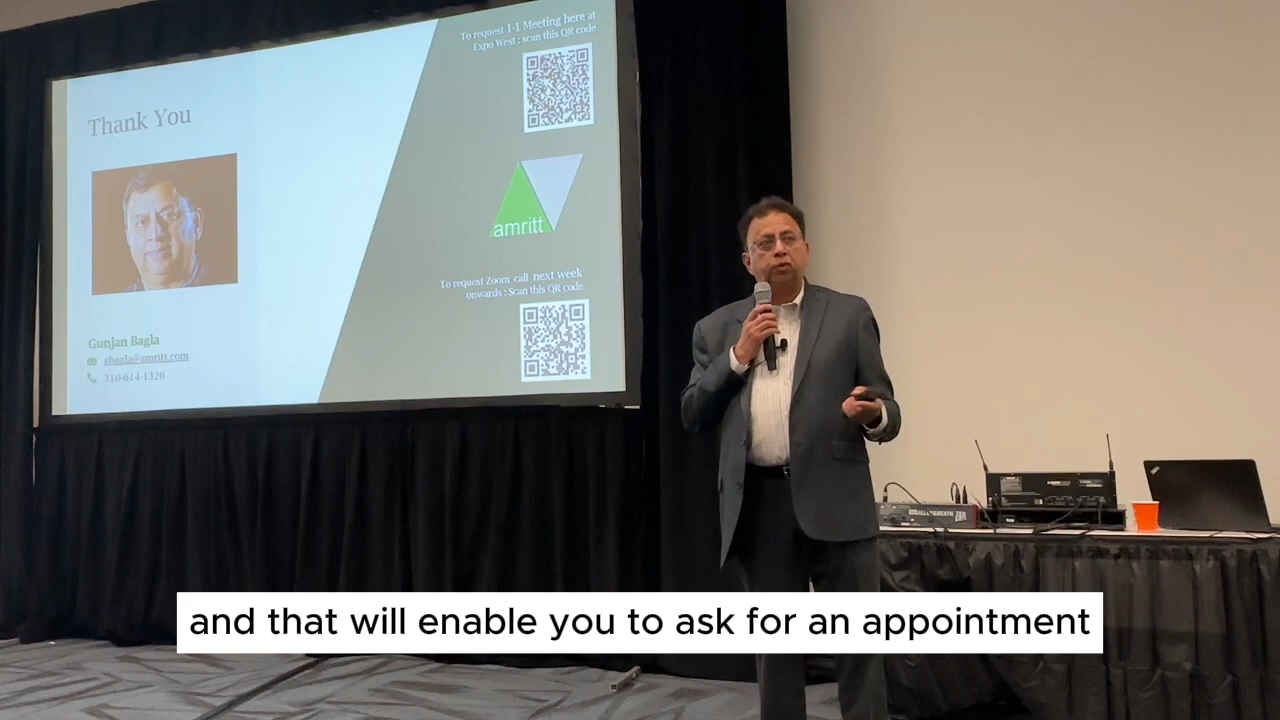 To request 1-1 Meeting here at
Expo West : scan this QR code
Thank You
amritt
To request Zoom call next week
onwards : Scan this QR code
Gunjan Bagla
gbagla@amritt.com
310-614-1326
and that will enable you to ask for an appointment